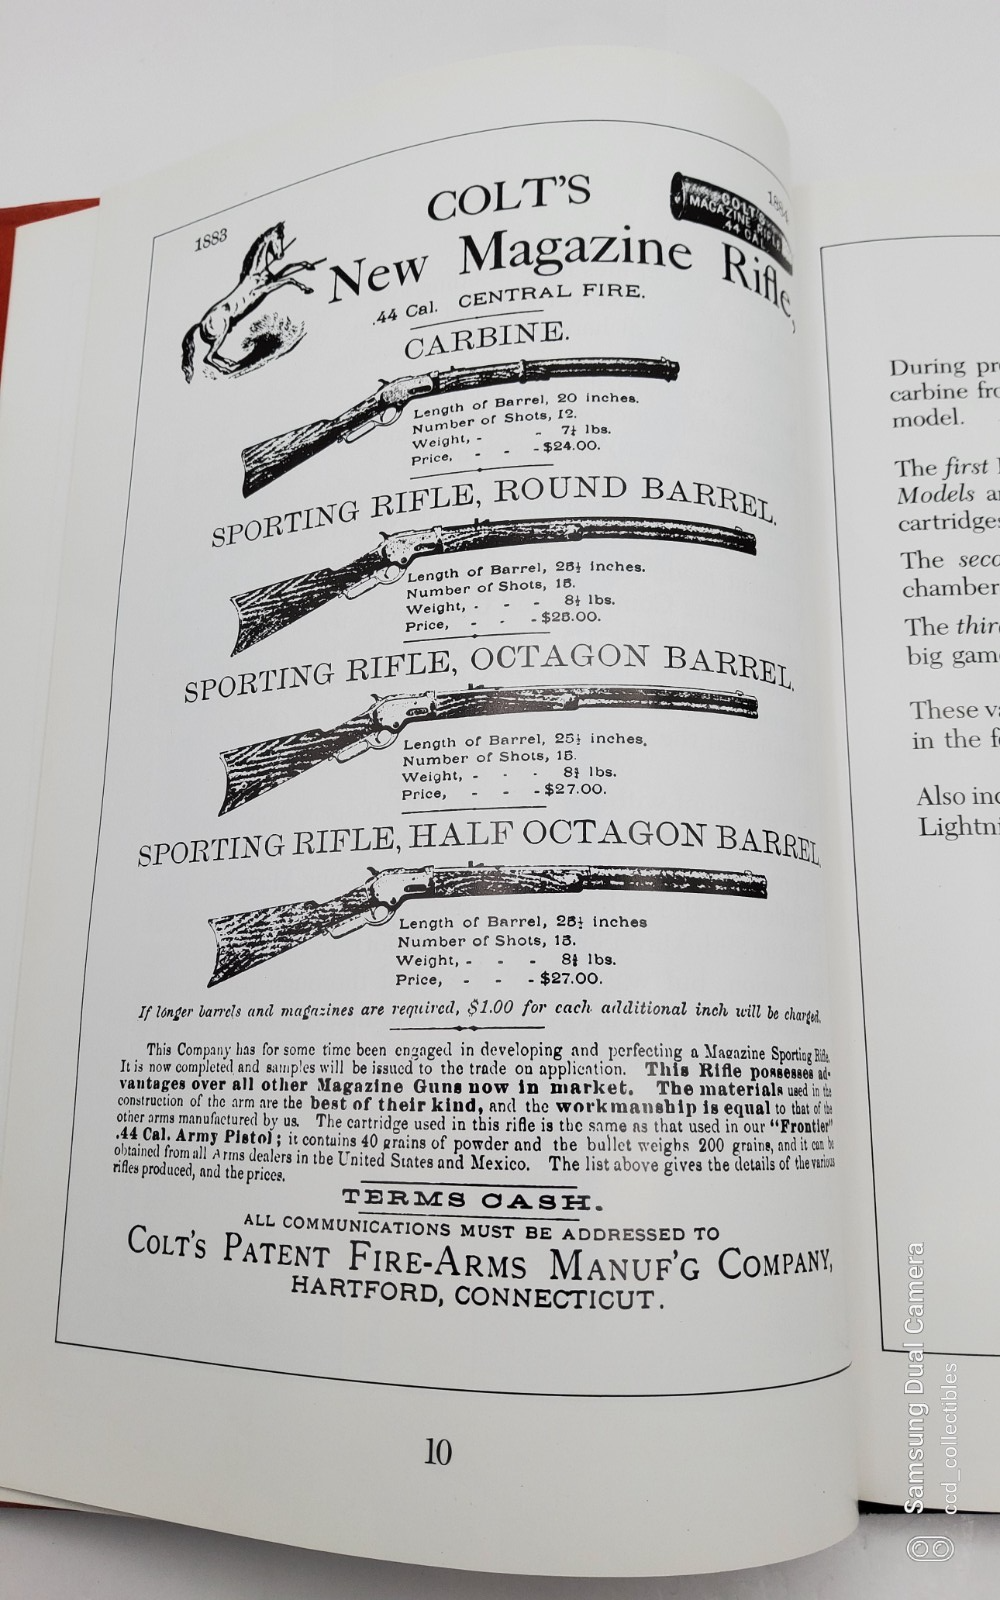 1883
1884
COLT'S
New Magazine Rifle,
COLT'S
MAGAZINE RIFLE
.44 CAL.
.44 Cal. CENTRAL FIRE.
CARBINE.
Length of Barrel, 20 inches.
Number of Shots, 12.
Weight, - - 7¼ lbs.
Price, - - - $24.00.
SPORTING RIFLE, ROUND BARREL.
Length of Barrel, 25½ inches.
Number of Shots, 15.
Weight, - - - 8½ lbs.
Price, - - - $25.00.
SPORTING RIFLE, OCTAGON BARREL.
Length of Barrel, 25½ inches,
Number of Shots, 15.
Weight, - - - lbs.
Price, - - - $27.00.
SPORTING RIFLE, HALF OCTAGON BARREL.
Length of Barrel, 25½ inches
Number of Shots, 15.
Weight, - - - lbs.
Price, - - - $27.00.
If longer barrels and magazines are required, $1.00 for each additional inch will be charged.
This Company has for some time been engaged in developing and perfecting a Magazine Sporting Rifle.
It is now completed and samples will be issued to the trade on application. This Rifle possesses ad-
vantages over all other Magazine Guns now in market. The materials used in the
construction of the arm are the best of their kind, and the workmanship is equal to that of the
other arms manufactured by us. The cartridge used in this rifle is the same as that used in our "Frontier"
.44 Cal. Army Pistol; it contains 40 grains of powder and the bullet weighs 200 grains, and it can be
obtained from all Arms dealers in the United States and Mexico. The list above gives the details of the various
rifles produced, and the prices.
TERMS CASH.
ALL COMMUNICATIONS MUST BE ADDRESSED TO
COLT'S PATENT FIRE-ARMS MANUF'G COMPANY,
HARTFORD, CONNECTICUT.
10
During pr
carbine fro
model.
The first
Models a
cartridges
The seco
chamber
The thir
big gam
These va
in the f
Also inc
Lightni
Samsung Dual Camera
ccd_collectibles